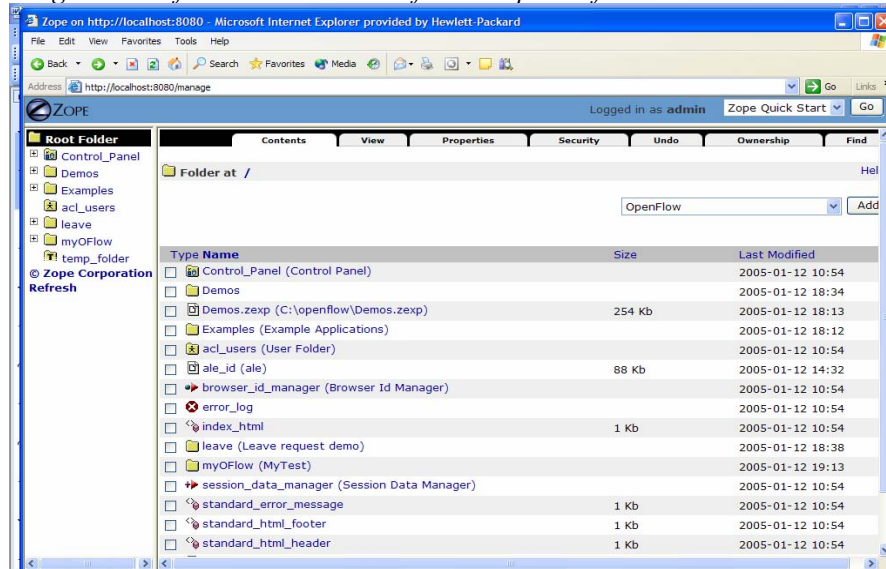 Zope on http://localhost:8080 - Microsoft Internet Explorer provided by Hewlett-Packard
File Edit View Favorites Tools Help
Back Search Favorites Media
Address http://localhost:8080/manage Go Links
ZOPE Logged in as admin Zope Quick Start Go
Root Folder
Control_Panel
Demos
Examples
acl_users
leave
myOFlow
temp_folder
© Zope Corporation
Refresh
Contents View Properties Security Undo Ownership Find
Folder at / Hel
OpenFlow Add
Type Name Size Last Modified
Control_Panel (Control Panel) 2005-01-12 10:54
Demos 2005-01-12 18:34
Demos.zexp (C:\openflow\Demos.zexp) 254 Kb 2005-01-12 18:13
Examples (Example Applications) 2005-01-12 18:12
acl_users (User Folder) 2005-01-12 10:54
ale_id (ale) 88 Kb 2005-01-12 14:32
browser_id_manager (Browser Id Manager) 2005-01-12 10:54
error_log 2005-01-12 10:54
index_html 1 Kb 2005-01-12 10:54
leave (Leave request demo) 2005-01-12 18:38
myOFlow (MyTest) 2005-01-12 19:13
session_data_manager (Session Data Manager) 2005-01-12 10:54
standard_error_message 1 Kb 2005-01-12 10:54
standard_html_footer 1 Kb 2005-01-12 10:54
standard_html_header 1 Kb 2005-01-12 10:54